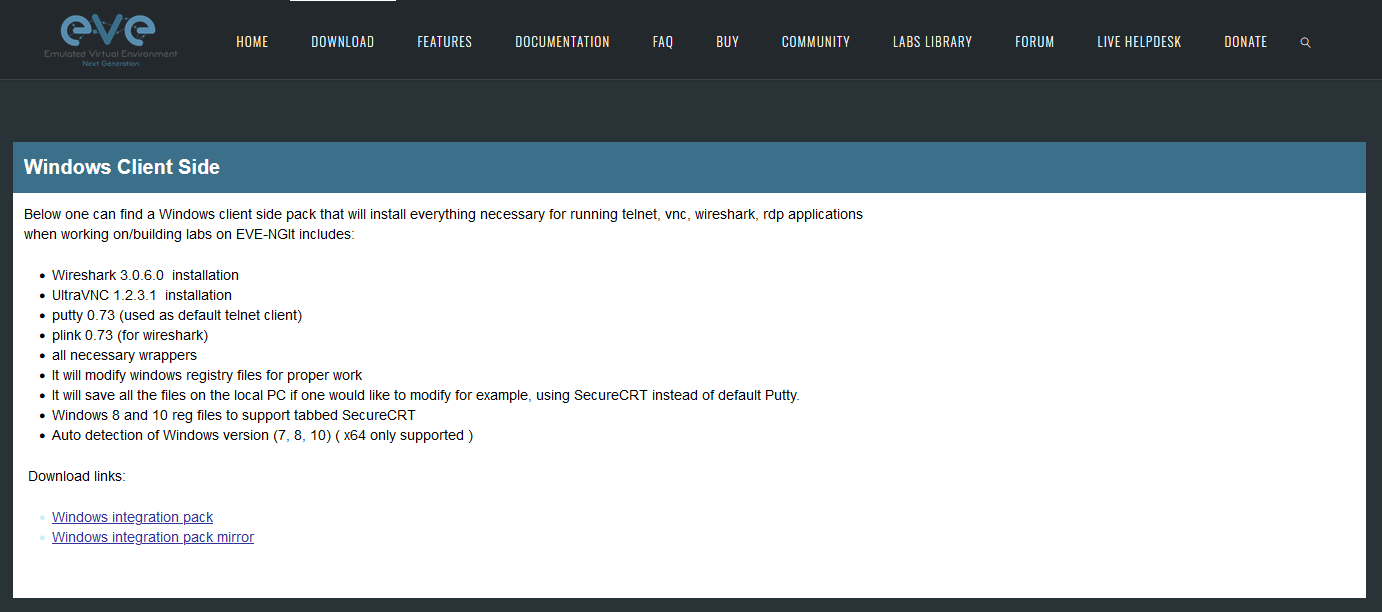 eve
Emulated Virtual Environment
Next Generation
HOME DOWNLOAD FEATURES DOCUMENTATION FAQ BUY COMMUNITY LABS LIBRARY FORUM LIVE HELPDESK DONATE
Windows Client Side
Below one can find a Windows client side pack that will install everything necessary for running telnet, vnc, wireshark, rdp applications
when working on/building labs on EVE-NGIt includes:
Wireshark 3.0.6.0  installation
UltraVNC 1.2.3.1  installation
putty 0.73 (used as default telnet client)
plink 0.73 (for wireshark)
all necessary wrappers
It will modify windows registry files for proper work
It will save all the files on the local PC if one would like to modify for example, using SecureCRT instead of default Putty.
Windows 8 and 10 reg files to support tabbed SecureCRT
Auto detection of Windows version (7, 8, 10) ( x64 only supported )
Download links:
Windows integration pack
Windows integration pack mirror